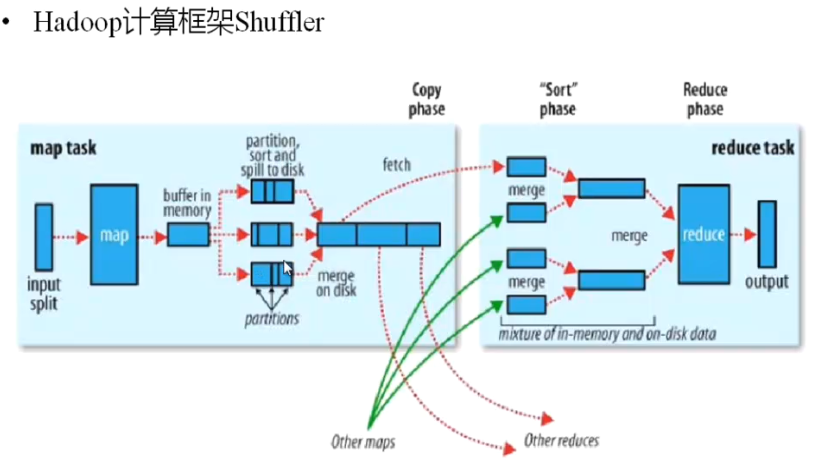 • Hadoop计算框架Shuffler
Copy
phase
"Sort"
phase
Reduce
phase
map task
partition,
sort and
spill to disk
fetch
reduce task
buffer in
memory
merge
map
merge
reduce
input
split
merge
on disk
merge
output
partitions
mixture of in-memory and on-disk data
Other maps
Other reduces